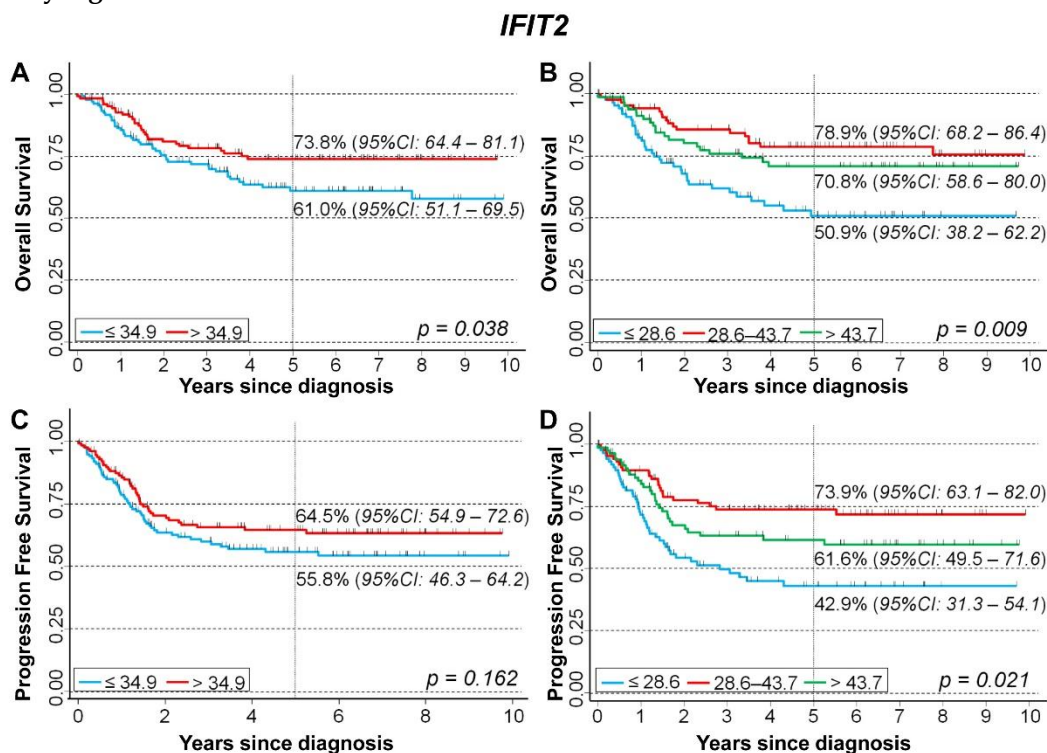 IFIT2
A
Overall Survival
1.00
0.75
0.50
0.25
0.00
73.8% (95%CI: 64.4 – 81.1)
61.0% (95%CI: 51.1 – 69.5)
≤ 34.9 > 34.9
p = 0.038
0 1 2 3 4 5 6 7 8 9 10
Years since diagnosis
B
Overall Survival
1.00
0.75
0.50
0.25
0.00
78.9% (95%CI: 68.2 – 86.4)
70.8% (95%CI: 58.6 – 80.0)
50.9% (95%CI: 38.2 – 62.2)
≤ 28.6 28.6–43.7 > 43.7
p = 0.009
0 1 2 3 4 5 6 7 8 9 10
Years since diagnosis
C
Progression Free Survival
1.00
0.75
0.50
0.25
0.00
64.5% (95%CI: 54.9 – 72.6)
55.8% (95%CI: 46.3 – 64.2)
≤ 34.9 > 34.9
p = 0.162
0 1 2 3 4 5 6 7 8 9 10
Years since diagnosis
D
Progression Free Survival
1.00
0.75
0.50
0.25
0.00
73.9% (95%CI: 63.1 – 82.0)
61.6% (95%CI: 49.5 – 71.6)
42.9% (95%CI: 31.3 – 54.1)
≤ 28.6 28.6–43.7 > 43.7
p = 0.021
0 1 2 3 4 5 6 7 8 9 10
Years since diagnosis